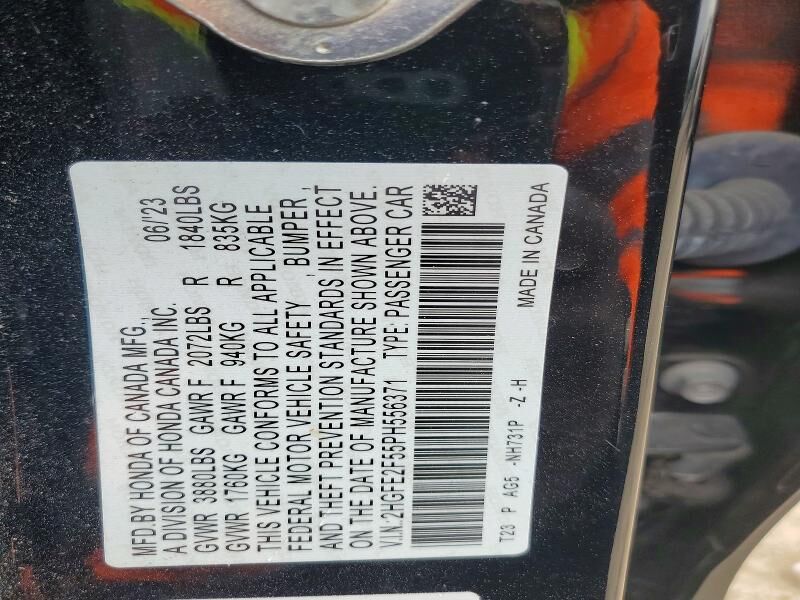 MFD.BY HONDA OF CANADA MFG., 06/'23
A DIVISION OF HONDA CANADA INC.
GVWR 3880LBS GAWR F 2072LBS R 1840LBS
GVWR 1760KG GAWR F 940KG R 835KG
THIS VEHICLE CONFORMS TO ALL APPLICABLE
FEDERAL MOTOR VEHICLE SAFETY , BUMPER ,
AND THEFT PREVENTION STANDARDS IN EFFECT
ON THE DATE OF MANUFACTURE SHOWN ABOVE.
V.I.N.:2HGFE2F55PH556371 TYPE: PASSENGER CAR
T23 P AG5 -NH731P -Z -H MADE IN CANADA